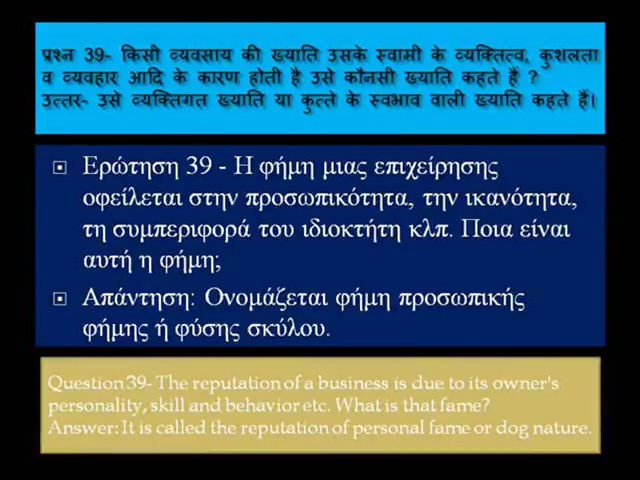 प्रश्न 39- किसी व्यवसाय की ख्याति उसके स्वामी के व्यक्तित्व, कुशलता
व व्यवहार आदि के कारण होती है उसे कौनसी ख्याति कहते हैं ?
उत्तर- उसे व्यक्तिगत ख्याति या कुत्ते के स्वभाव वाली ख्याति कहते हैं।
Ερώτηση 39 - Η φήμη μιας επιχείρησης
οφείλεται στην προσωπικότητα, την ικανότητα,
τη συμπεριφορά του ιδιοκτήτη κλπ. Ποια είναι
αυτή η φήμη;
Απάντηση: Ονομάζεται φήμη προσωπικής
φήμης ή φύσης σκύλου.
Question 39- The reputation of a business is due to its owner's
personality, skill and behavior etc. What is that fame?
Answer: It is called the reputation of personal fame or dog nature.